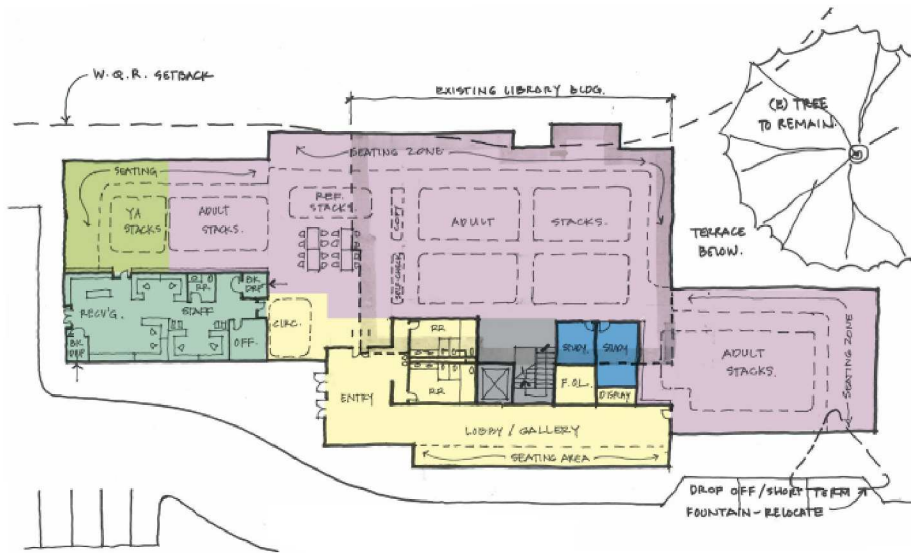 W.Q.R. SETBACK
EXISTING LIBRARY BLDG.
(E) TREE
TO REMAIN.
SEATING ZONE
SEATING
YA
STACKS
ADULT
STACKS.
REF.
STACKS
ADULT
STACKS.
SELF-CHECK
TERRACE
BELOW.
RECV'G.
STAFF
RR
BK
DRP
BK
DRP
OFF.
CIRC.
RR
RR
STUDY
STUDY
F.O.L.
DISPLAY
ENTRY
LOBBY / GALLERY
SEATING AREA
ADULT
STACKS.
SEATING ZONE
DROP OFF/SHORT TERM
FOUNTAIN-RELOCATE